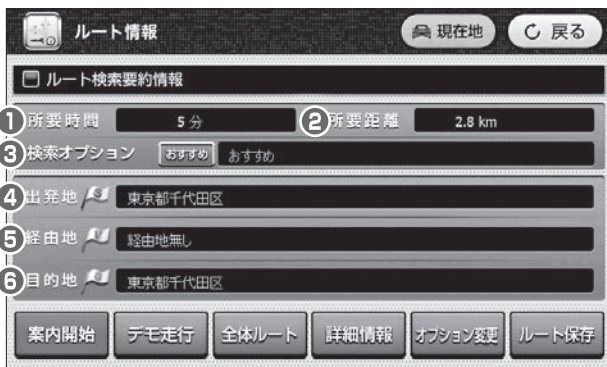 ルート情報 現在地 戻る
ルート検索要約情報
1 所要時間 5 分 2 所要距離 2.8 km
3 検索オプション おすすめ おすすめ
4 出発地 S 東京都千代田区
5 経由地 経由地無し
6 目的地 G 東京都千代田区
案内開始 デモ走行 全体ルート 詳細情報 オプション変更 ルート保存